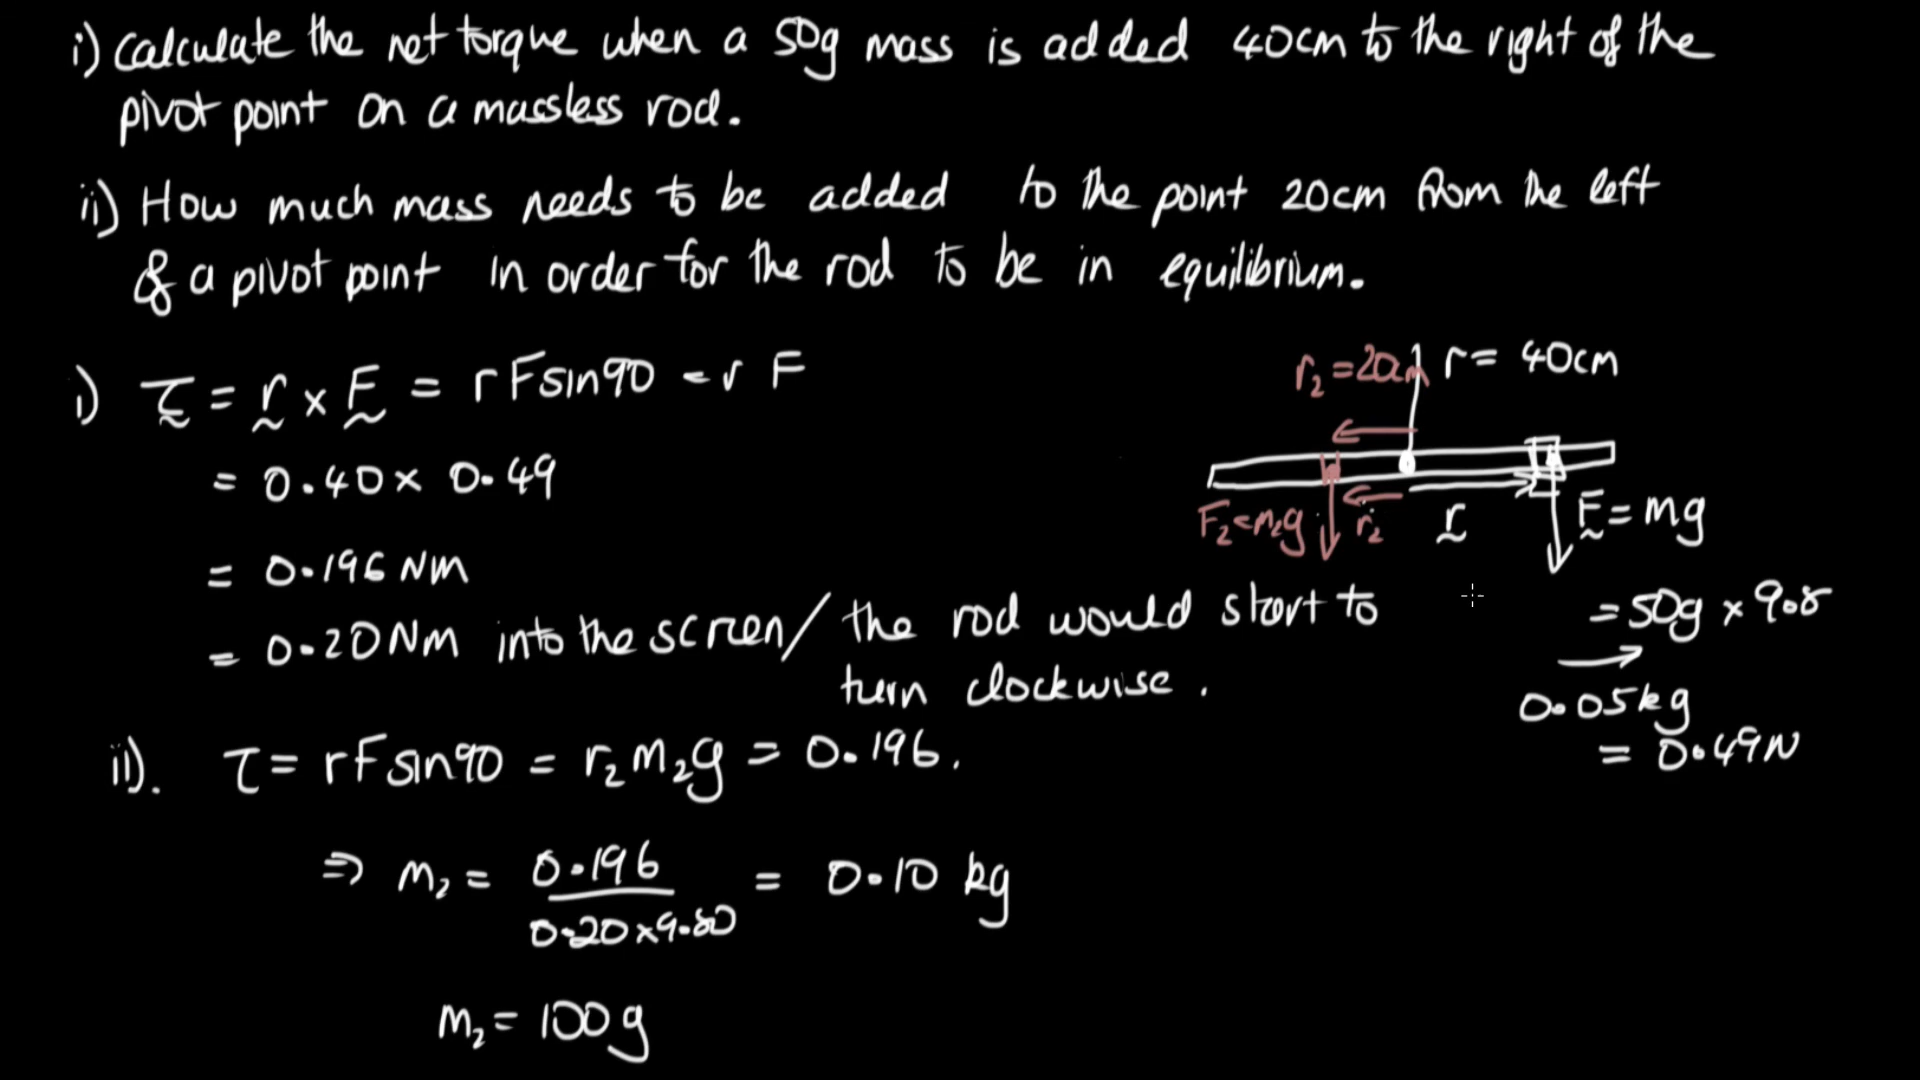 i) Calculate the net torque when a 50g mass is added 40cm to the right of the
pivot point on a massless rod.
ii) How much mass needs to be added to the point 20cm from the left
of a pivot point in order for the rod to be in equilibrium.
i) τ = r × F = rFsin90 = r F
= 0.40 × 0.49
= 0.196 Nm
= 0.20 Nm into the screen/ the rod would start to
turn clockwise.
r₂ = 20cm r = 40cm
F₂ = m₂g r₂ r F = mg
= 50g × 9.8
0.05kg
= 0.49N
ii). τ = rFsin90 = r₂m₂g = 0.196.
⇒ m₂ = 0.196 / 0.20×9.80 = 0.10 kg
m₂ = 100g